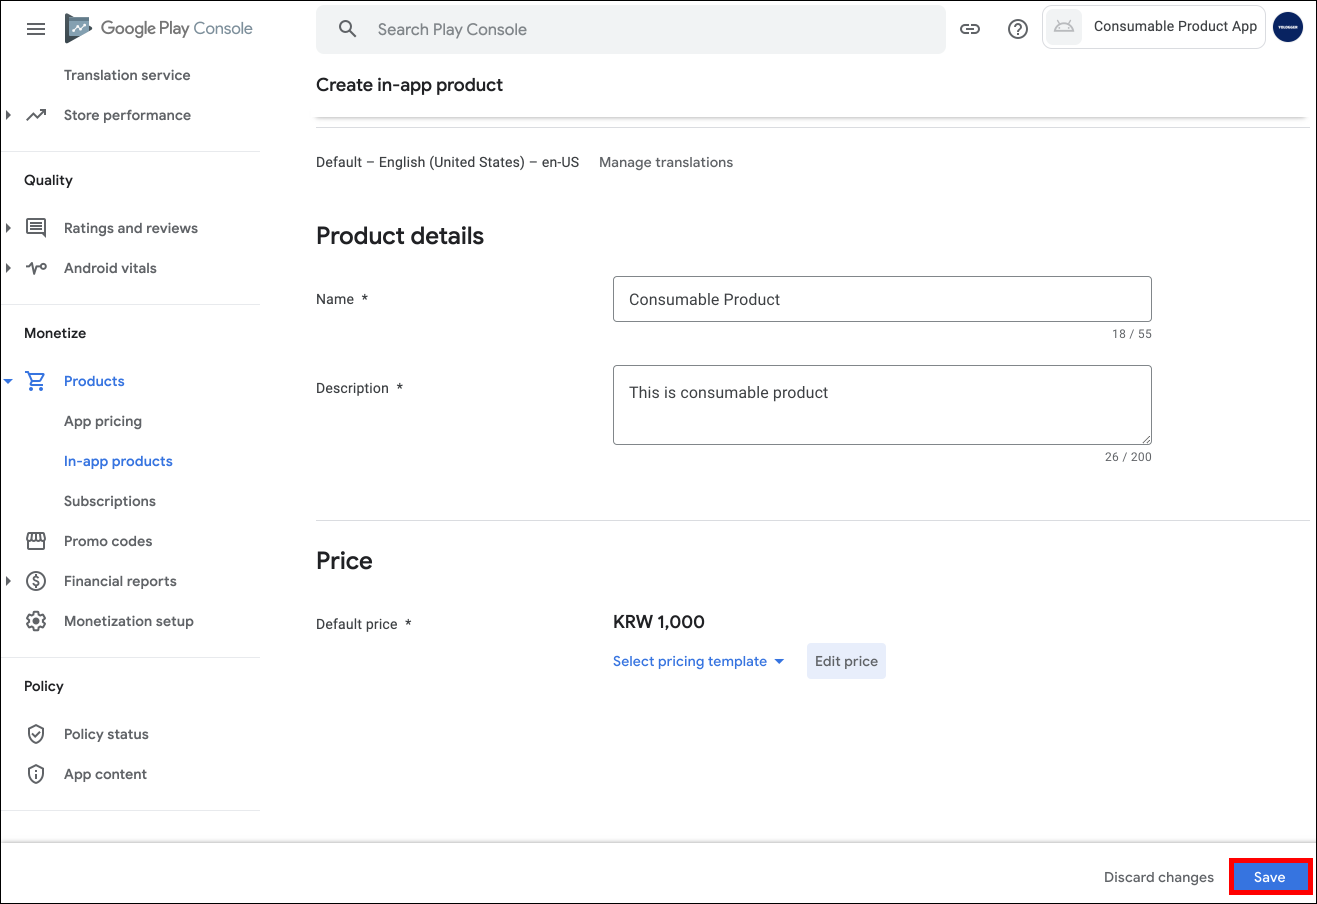 Google Play Console
Search Play Console
Consumable Product App
Translation service
Store performance
Quality
Ratings and reviews
Android vitals
Monetize
Products
App pricing
In-app products
Subscriptions
Promo codes
Financial reports
Monetization setup
Policy
Policy status
App content
Create in-app product
Default – English (United States) – en-US Manage translations
Product details
Name *
Consumable Product
18 / 55
Description *
This is consumable product
26 / 200
Price
Default price *
KRW 1,000
Select pricing template
Edit price
Discard changes
Save